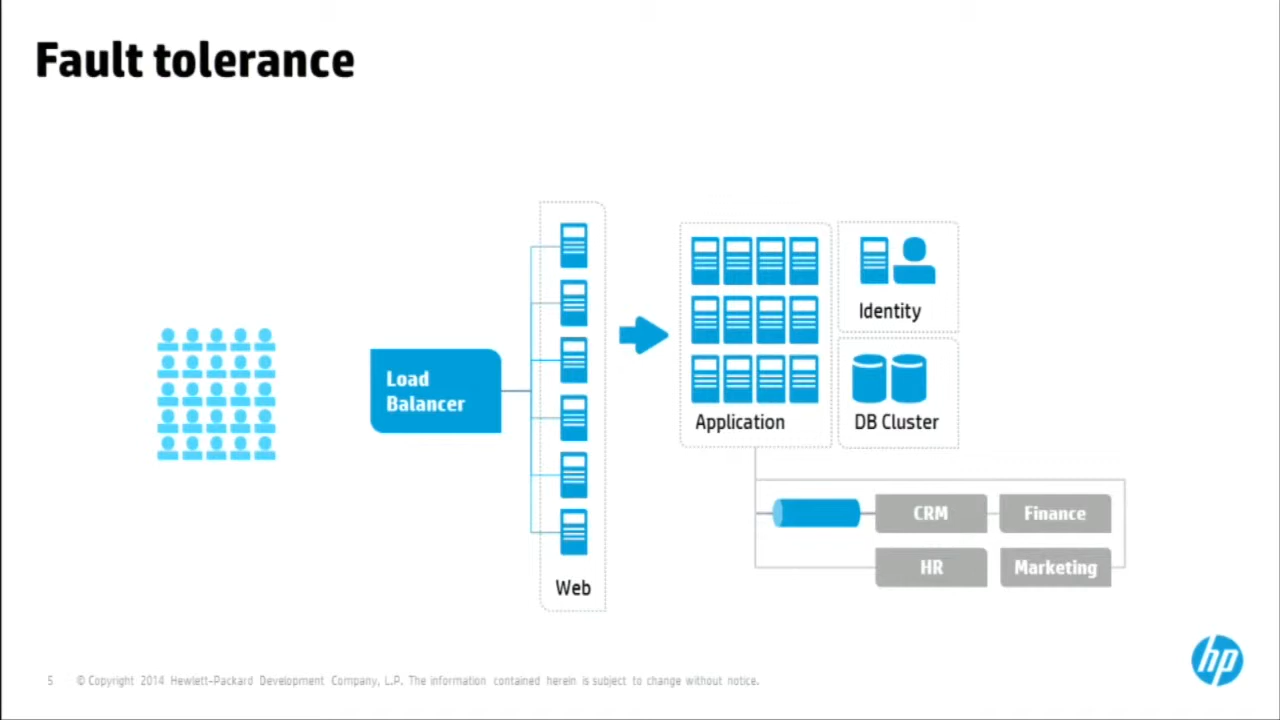 Fault tolerance
Load
Balancer
Web
Application
Identity
DB Cluster
CRM
Finance
HR
Marketing
hp
5 © Copyright 2014 Hewlett-Packard Development Company, L.P. The information contained herein is subject to change without notice.